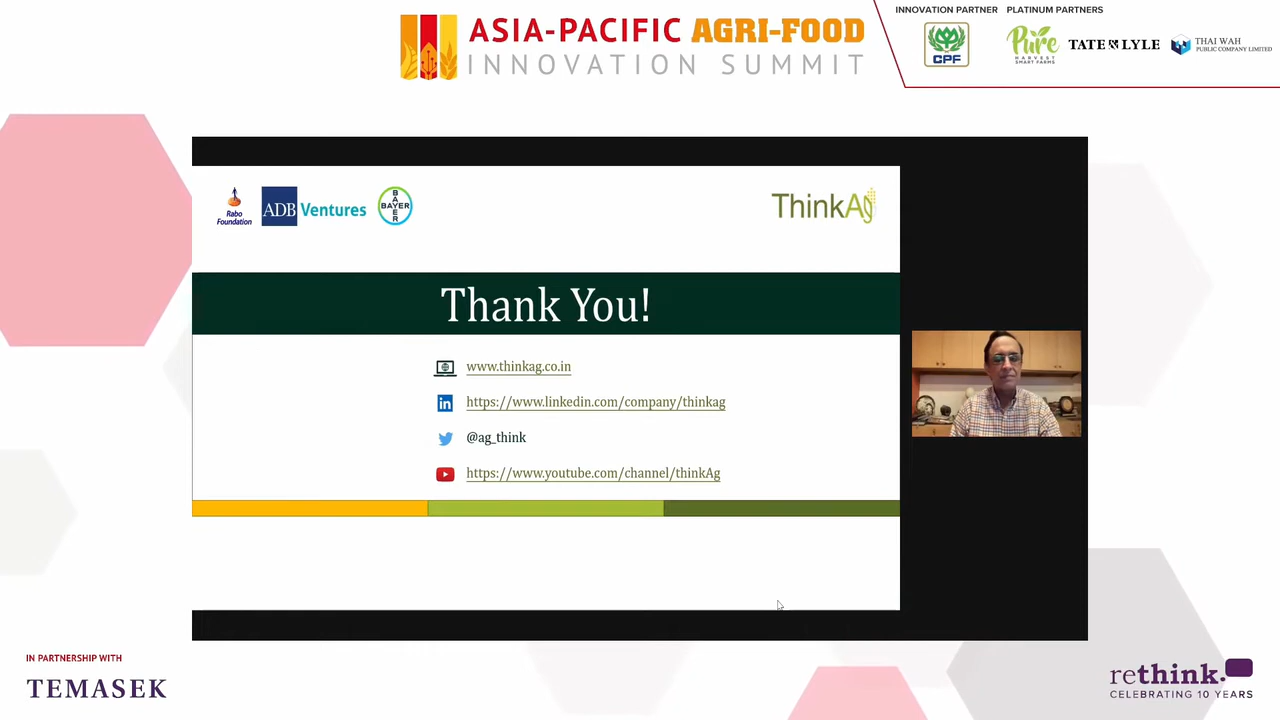 ASIA-PACIFIC AGRI-FOOD
INNOVATION SUMMIT
INNOVATION PARTNER
PLATINUM PARTNERS
CPF
Pure
HARVEST
SMART FARMS
TATE & LYLE
THAI WAH
PUBLIC COMPANY LIMITED
Rabo
Foundation
ADB Ventures
BAYER
BAYER
ThinkAg
Thank You!
www.thinkag.co.in
https://www.linkedin.com/company/thinkag
@ag_think
https://www.youtube.com/channel/thinkAg
IN PARTNERSHIP WITH
TEMASEK
rethink.
CELEBRATING 10 YEARS